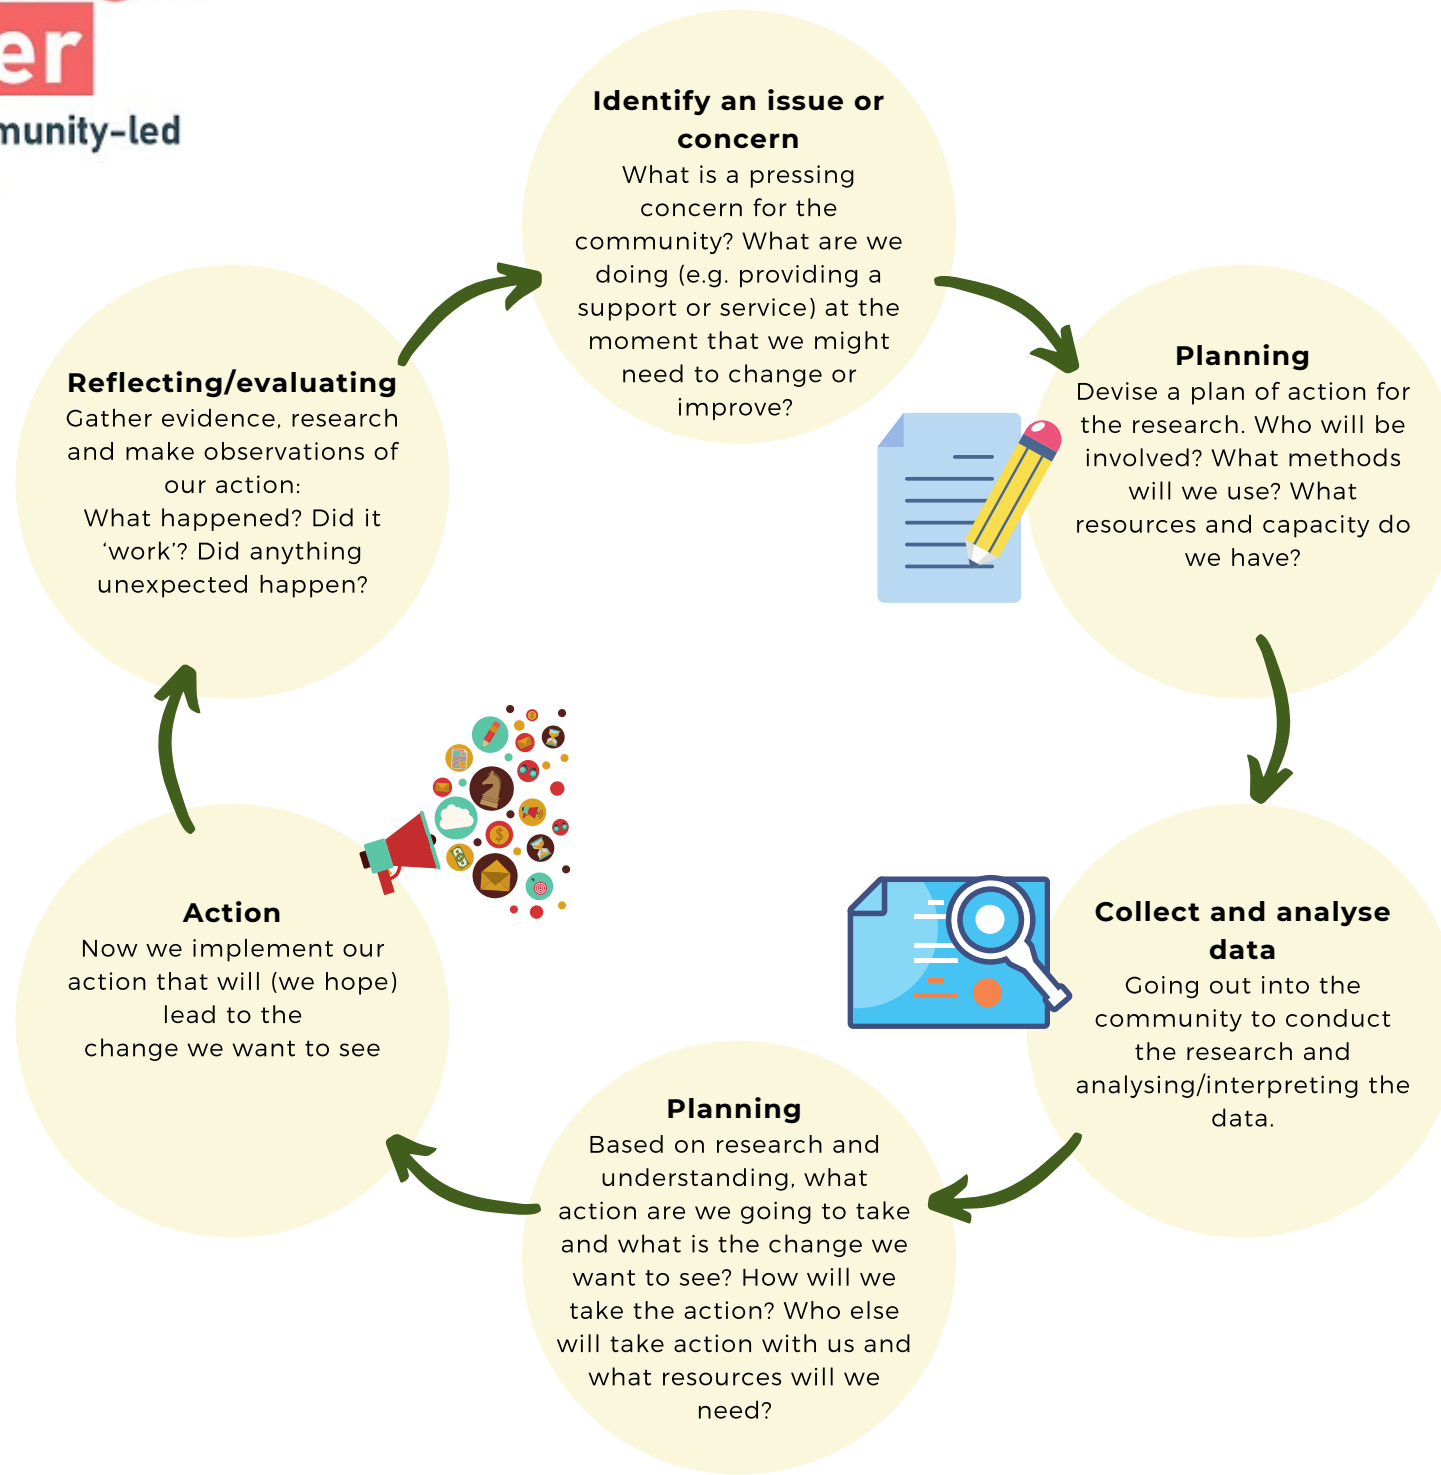 er
munity-led
Identify an issue or
concern
What is a pressing
concern for the
community? What are we
doing (e.g. providing a
support or service) at the
moment that we might
need to change or
improve?
Planning
Devise a plan of action for
the research. Who will be
involved? What methods
will we use? What
resources and capacity do
we have?
Collect and analyse
data
Going out into the
community to conduct
the research and
analysing/interpreting the
data.
Planning
Based on research and
understanding, what
action are we going to take
and what is the change we
want to see? How will we
take the action? Who else
will take action with us and
what resources will we
need?
Action
Now we implement our
action that will (we hope)
lead to the
change we want to see
Reflecting/evaluating
Gather evidence, research
and make observations of
our action:
What happened? Did it
‘work’? Did anything
unexpected happen?